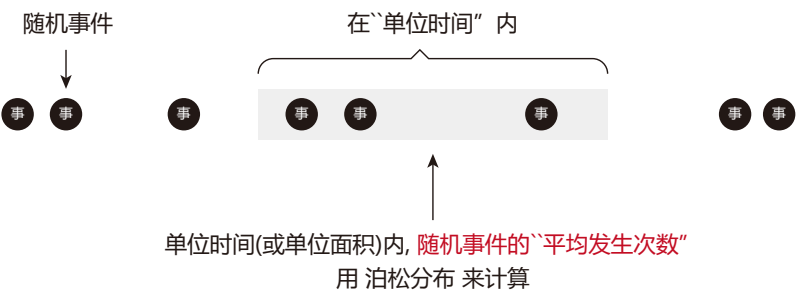 随机事件
在``单位时间” 内
事 事 事 事 事 事 事 事
单位时间(或单位面积)内, 随机事件的``平均发生次数”
用 泊松分布 来计算